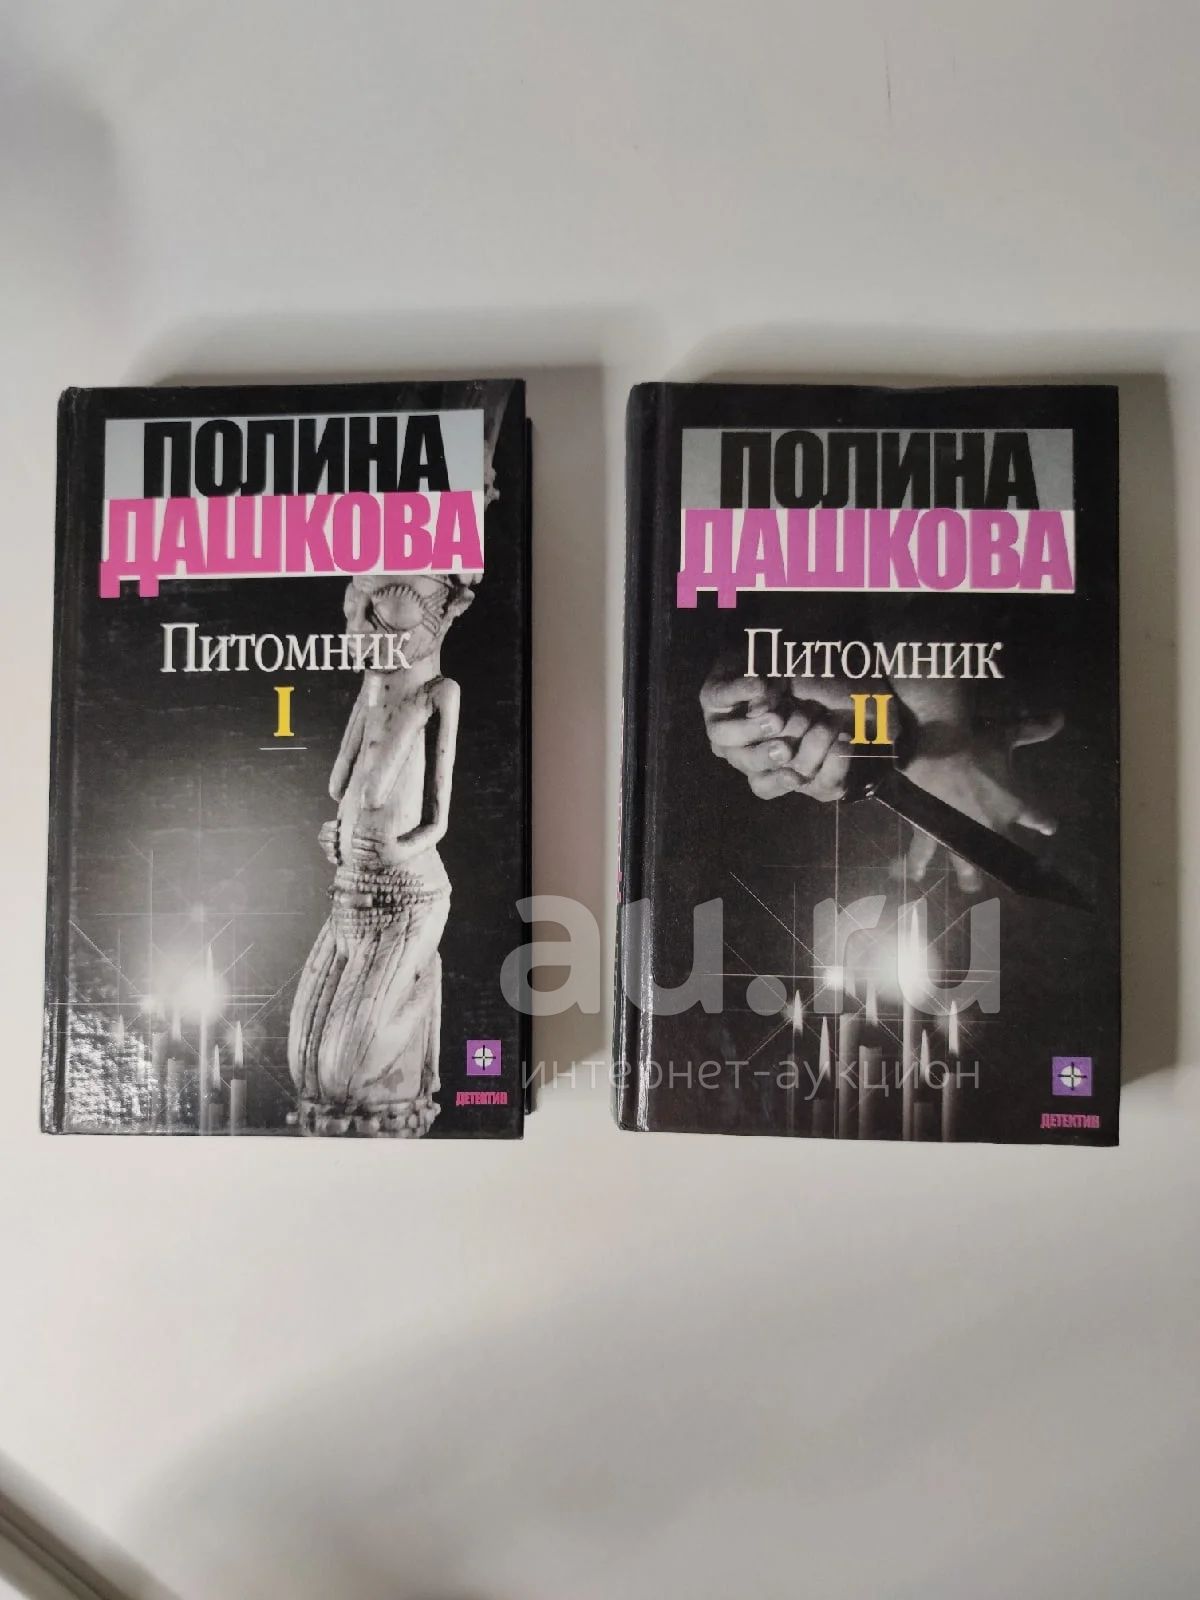 ПОЛИНА
ДАШКОВА
Питомник
I
ДЕТЕКТИВ
ПОЛИНА
ДАШКОВА
Питомник
II
ДЕТЕКТИВ
au.ru
интернет-аукцион